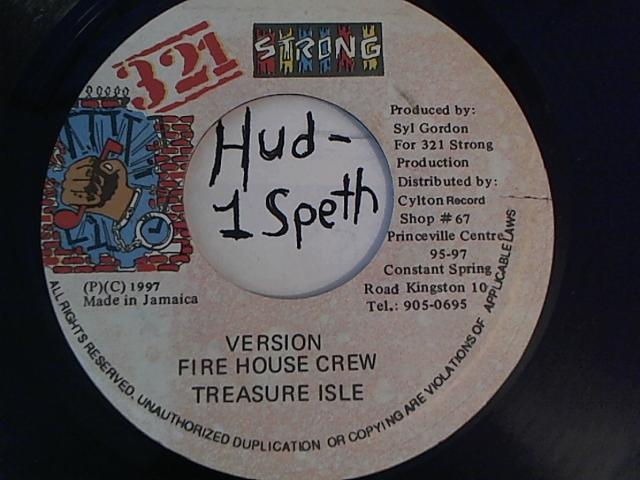 321 STRONG
Hud-
1 Speth
Produced by:
Syl Gordon
For 321 Strong
Production
Distributed by:
Cylton Record
Shop # 67
Princeville Centre
95-97
Constant Spring
Road Kingston 10
Tel.: 905-0695
(P)(C) 1997
Made in Jamaica
VERSION
FIRE HOUSE CREW
TREASURE ISLE
ALL RIGHTS RESERVED. UNAUTHORIZED DUPLICATION OR COPYING ARE VIOLATIONS OF APPLICABLE LAWS